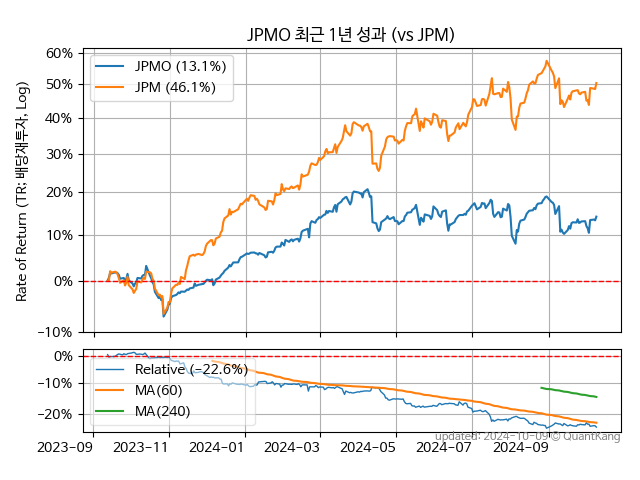 JPMO 최근 1년 성과 (vs JPM)
Rate of Return (TR: 배당재투자, Log)
60%
50%
40%
30%
20%
10%
0%
−10%
JPMO (13.1%)
JPM (46.1%)
0%
−10%
−20%
Relative (−22.6%)
MA(60)
MA(240)
2023-09 2023-11 2024-01 2024-03 2024-05 2024-07 2024-09
updated: 2024-10-09 © QuantKang